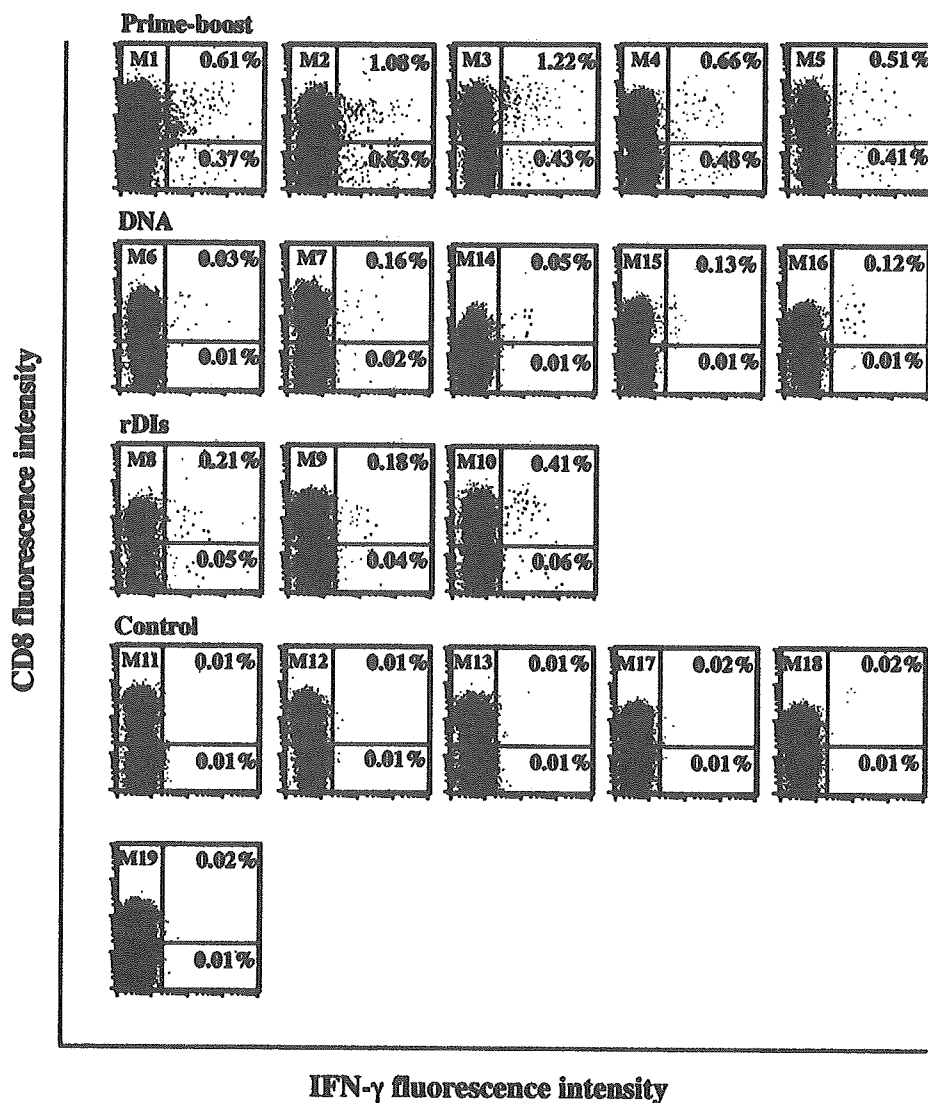 Prime-boost
M1 0.61% M2 1.08% M3 1.22% M4 0.66% M5 0.51%
0.37% 0.53% 0.43% 0.48% 0.41%
DNA
M6 0.03% M7 0.16% M14 0.05% M15 0.13% M16 0.12%
0.01% 0.02% 0.01% 0.01% 0.01%
rDIs
M8 0.21% M9 0.18% M10 0.41%
0.05% 0.04% 0.06%
Control
M11 0.01% M12 0.01% M13 0.01% M17 0.02% M18 0.02%
0.01% 0.01% 0.01% 0.01% 0.01%
M19 0.02%
0.01%
CD8 fluorescence intensity
IFN-γ fluorescence intensity